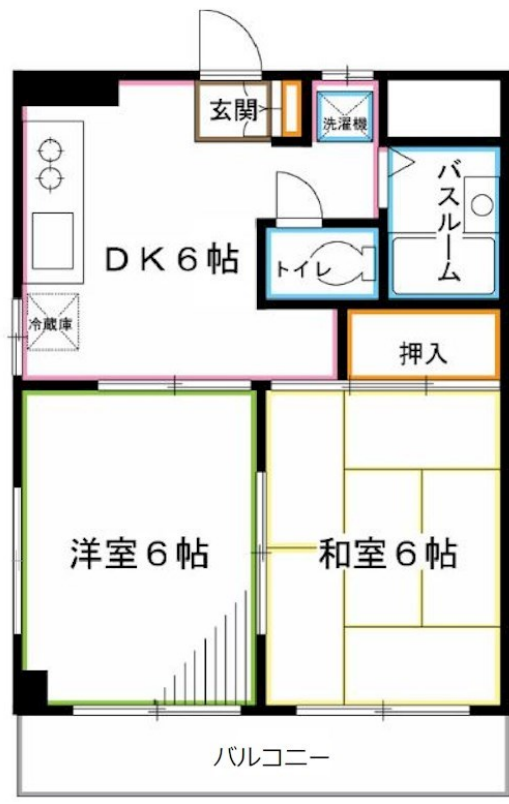 玄関
洗濯機
バスルーム
DK6帖
トイレ
冷蔵庫
押入
洋室6帖
和室6帖
バルコニー